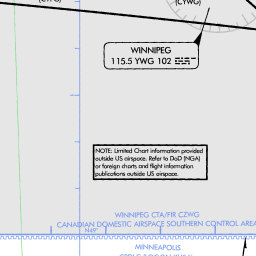 (CYWG)
WINNIPEG
115.5 YWG 102
NOTE: Limited Chart information provided
outside US airspace. Refer to DoD (NGA)
or foreign charts and flight information
publications outside US airspace.
WINNIPEG CTA/FIR CZWG
CANADIAN DOMESTIC AIRSPACE SOUTHERN CONTROL AREA
N49°
MINNEAPOLIS